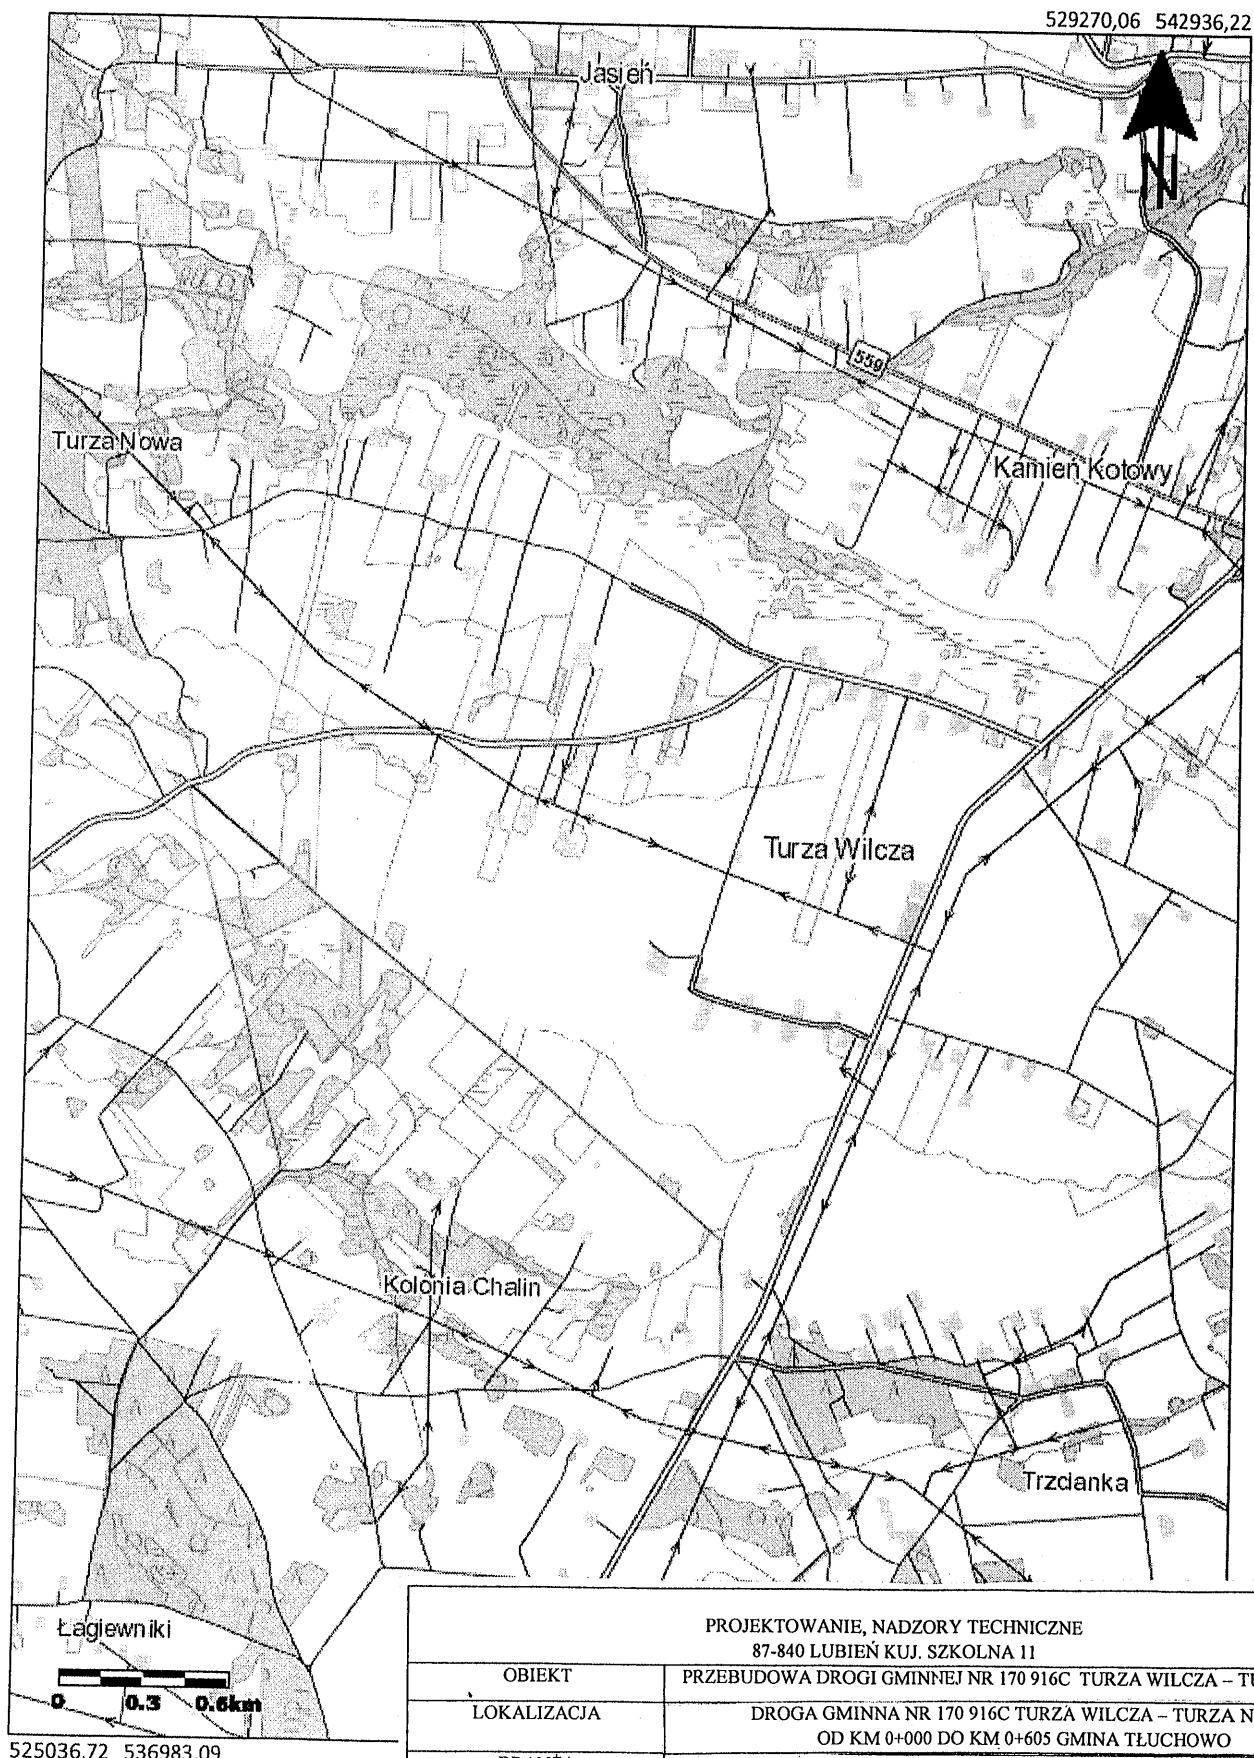 529270,06 542936,22
Jasień
559
Turza Nowa
Kamień Kotowy
Turza Wilcza
Kolonia Chalin
Trzcianka
Łagiewniki
0 0.3 0.6km
525036,72 536983,09
PROJEKTOWANIE, NADZORY TECHNICZNE
87-840 LUBIEŃ KUJ. SZKOLNA 11
OBIEKT
PRZEBUDOWA DROGI GMINNEJ NR 170 916C TURZA WILCZA –
LOKALIZACJA
DROGA GMINNA NR 170 916C TURZA WILCZA – TURZA N
OD KM 0+000 DO KM 0+605 GMINA TŁUCHOWO